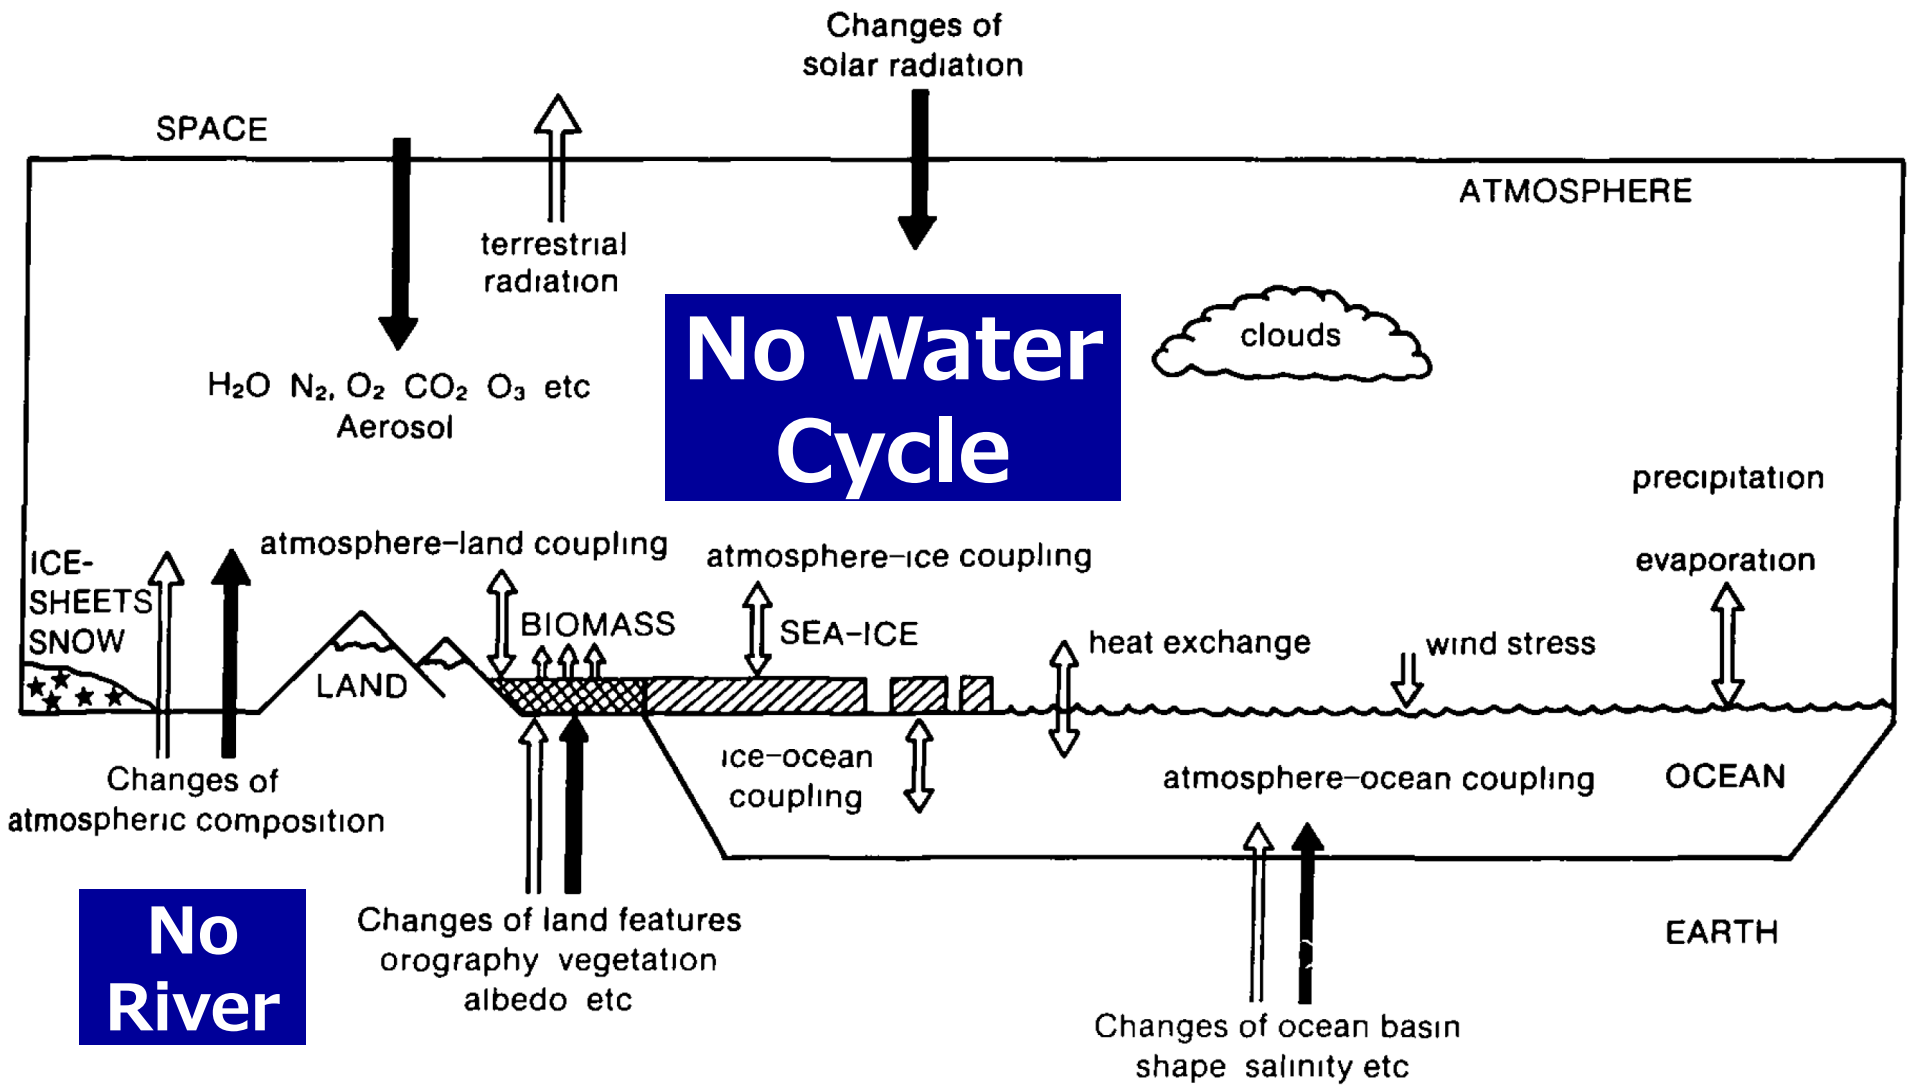 Changes of
solar radiation
SPACE
ATMOSPHERE
terrestrial
radiation
No Water
Cycle
clouds
H₂O N₂, O₂ CO₂ O₃ etc
Aerosol
precipitation
evaporation
atmosphere-land coupling
atmosphere-ice coupling
ICE-
SHEETS
SNOW
BIOMASS
SEA-ICE
heat exchange
wind stress
LAND
Changes of
atmospheric composition
ice-ocean
coupling
atmosphere-ocean coupling
OCEAN
No
River
Changes of land features
orography vegetation
albedo etc
EARTH
Changes of ocean basin
shape salinity etc